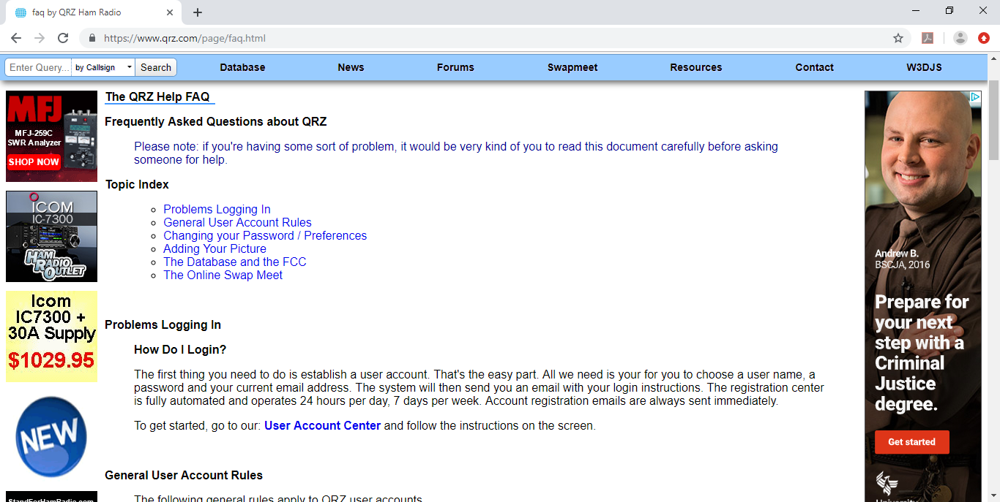 faq by QRZ Ham Radio
https://www.qrz.com/page/faq.html
Enter Query... by Callsign Search Database News Forums Swapmeet Resources Contact W3DJS
MFJ
MFJ-259C
SWR Analyzer
SHOP NOW
ICOM
IC-7300
HAM
RADIO
OUTLET
Icom
IC7300 +
30A Supply
$1029.95
NEW
StandForHamRadio.com
The QRZ Help FAQ
Frequently Asked Questions about QRZ
Please note: if you're having some sort of problem, it would be very kind of you to read this document carefully before asking
someone for help.
Topic Index
Problems Logging In
General User Account Rules
Changing your Password / Preferences
Adding Your Picture
The Database and the FCC
The Online Swap Meet
Problems Logging In
How Do I Login?
The first thing you need to do is establish a user account. That's the easy part. All we need is your for you to choose a user name, a
password and your current email address. The system will then send you an email with your login instructions. The registration center
is fully automated and operates 24 hours per day, 7 days per week. Account registration emails are always sent immediately.
To get started, go to our: User Account Center and follow the instructions on the screen.
General User Account Rules
The following general rules apply to QRZ user accounts
Andrew B.
BSCJA, 2016
Prepare for
your next
step with a
Criminal
Justice
degree.
Get started
University